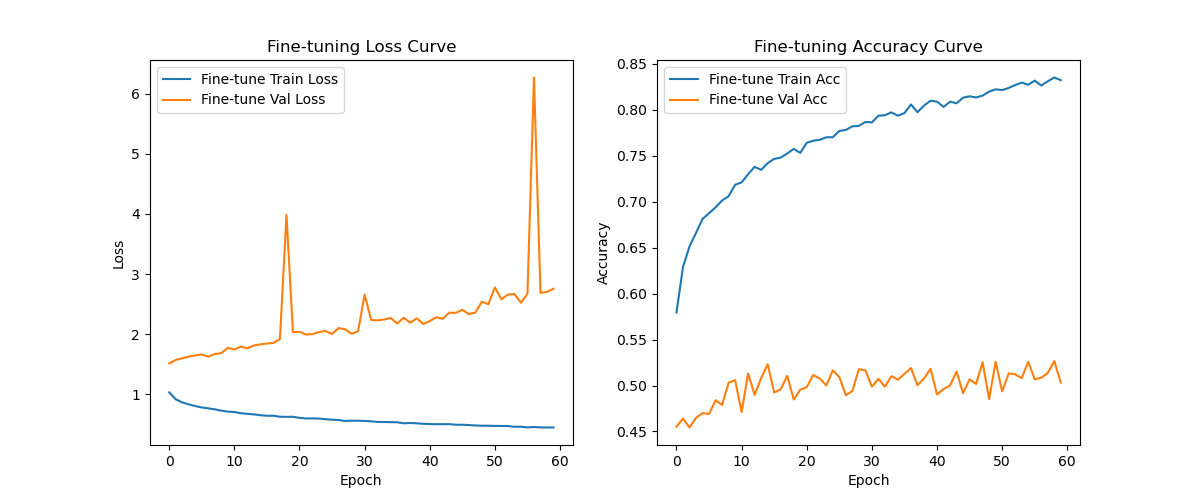 Fine-tuning Loss Curve
Fine-tune Train Loss
Fine-tune Val Loss
Loss
6
5
4
3
2
1
0
10
20
30
40
50
60
Epoch
Fine-tuning Accuracy Curve
Fine-tune Train Acc
Fine-tune Val Acc
Accuracy
0.85
0.80
0.75
0.70
0.65
0.60
0.55
0.50
0.45
0
10
20
30
40
50
60
Epoch